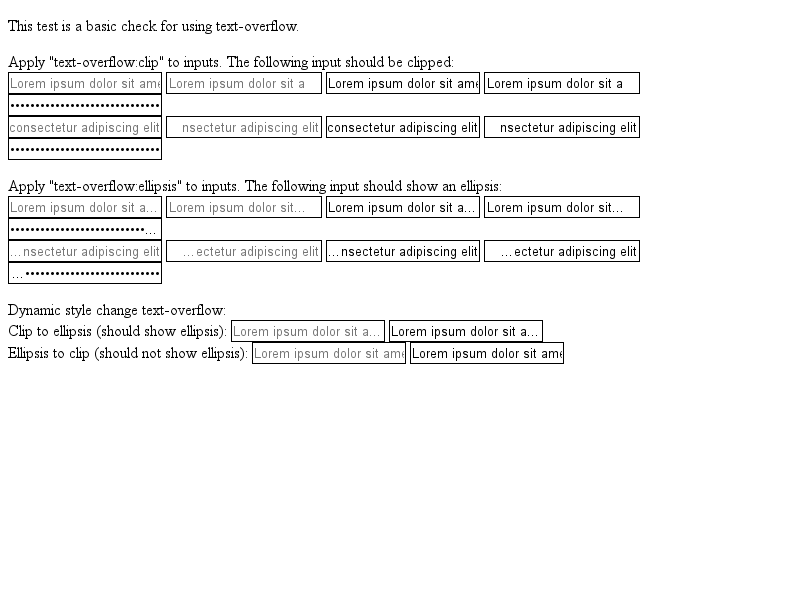 This test is a basic check for using text-overflow.
Apply "text-overflow:clip" to inputs. The following input should be clipped:
Lorem ipsum dolor sit ame Lorem ipsum dolor sit a Lorem ipsum dolor sit ame Lorem ipsum dolor sit a
••••••••••••••••••••••••••••••
consectetur adipiscing elit nsectetur adipiscing elit consectetur adipiscing elit nsectetur adipiscing elit
••••••••••••••••••••••••••••••
Apply "text-overflow:ellipsis" to inputs. The following input should show an ellipsis:
Lorem ipsum dolor sit a... Lorem ipsum dolor sit... Lorem ipsum dolor sit a... Lorem ipsum dolor sit...
•••••••••••••••••••••••••••...
...nsectetur adipiscing elit ...ectetur adipiscing elit ...nsectetur adipiscing elit ...ectetur adipiscing elit
...•••••••••••••••••••••••••••
Dynamic style change text-overflow:
Clip to ellipsis (should show ellipsis): Lorem ipsum dolor sit a... Lorem ipsum dolor sit a...
Ellipsis to clip (should not show ellipsis): Lorem ipsum dolor sit ame Lorem ipsum dolor sit ame